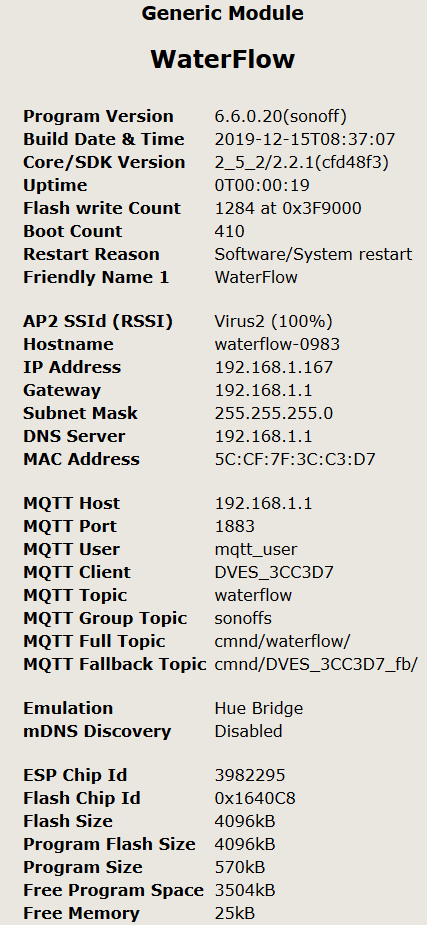 Generic Module
WaterFlow
Program Version 6.6.0.20(sonoff)
Build Date & Time 2019-12-15T08:37:07
Core/SDK Version 2_5_2/2.2.1(cfd48f3)
Uptime 0T00:00:19
Flash write Count 1284 at 0x3F9000
Boot Count 410
Restart Reason Software/System restart
Friendly Name 1 WaterFlow
AP2 SSId (RSSI) Virus2 (100%)
Hostname waterflow-0983
IP Address 192.168.1.167
Gateway 192.168.1.1
Subnet Mask 255.255.255.0
DNS Server 192.168.1.1
MAC Address 5C:CF:7F:3C:C3:D7
MQTT Host 192.168.1.1
MQTT Port 1883
MQTT User mqtt_user
MQTT Client DVES_3CC3D7
MQTT Topic waterflow
MQTT Group Topic sonoffs
MQTT Full Topic cmnd/waterflow/
MQTT Fallback Topic cmnd/DVES_3CC3D7_fb/
Emulation Hue Bridge
mDNS Discovery Disabled
ESP Chip Id 3982295
Flash Chip Id 0x1640C8
Flash Size 4096kB
Program Flash Size 4096kB
Program Size 570kB
Free Program Space 3504kB
Free Memory 25kB